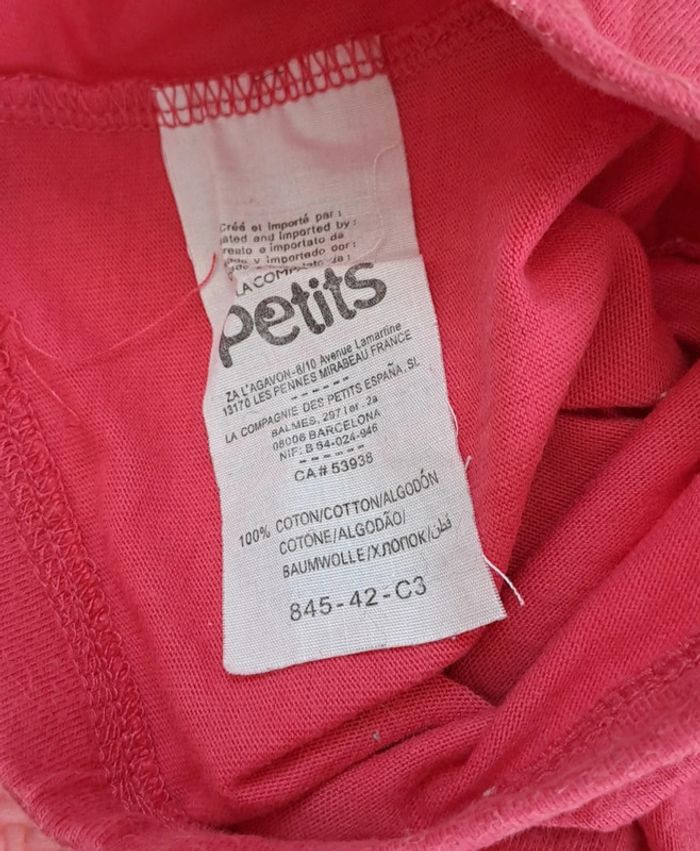 Créé et importé par :
ated and imported by:
reato e importato da
y importado por:
LA COMP
petits
ZA L'AGAVON-8/10 Avenue Lamartine
13170 LES PENNES MIRABEAU FRANCE
LA COMPAGNIE DES PETITS ESPAÑA, SL
BALMES, 297 1er 2a
08006 BARCELONA
NIF: B 64-024-946
CA# 53938
100% COTON/COTTON/ALGODÓN
COTONE/ALGODÃO/
BAUMWOLLE/ХЛОПОК/قطن/
845-42-C3